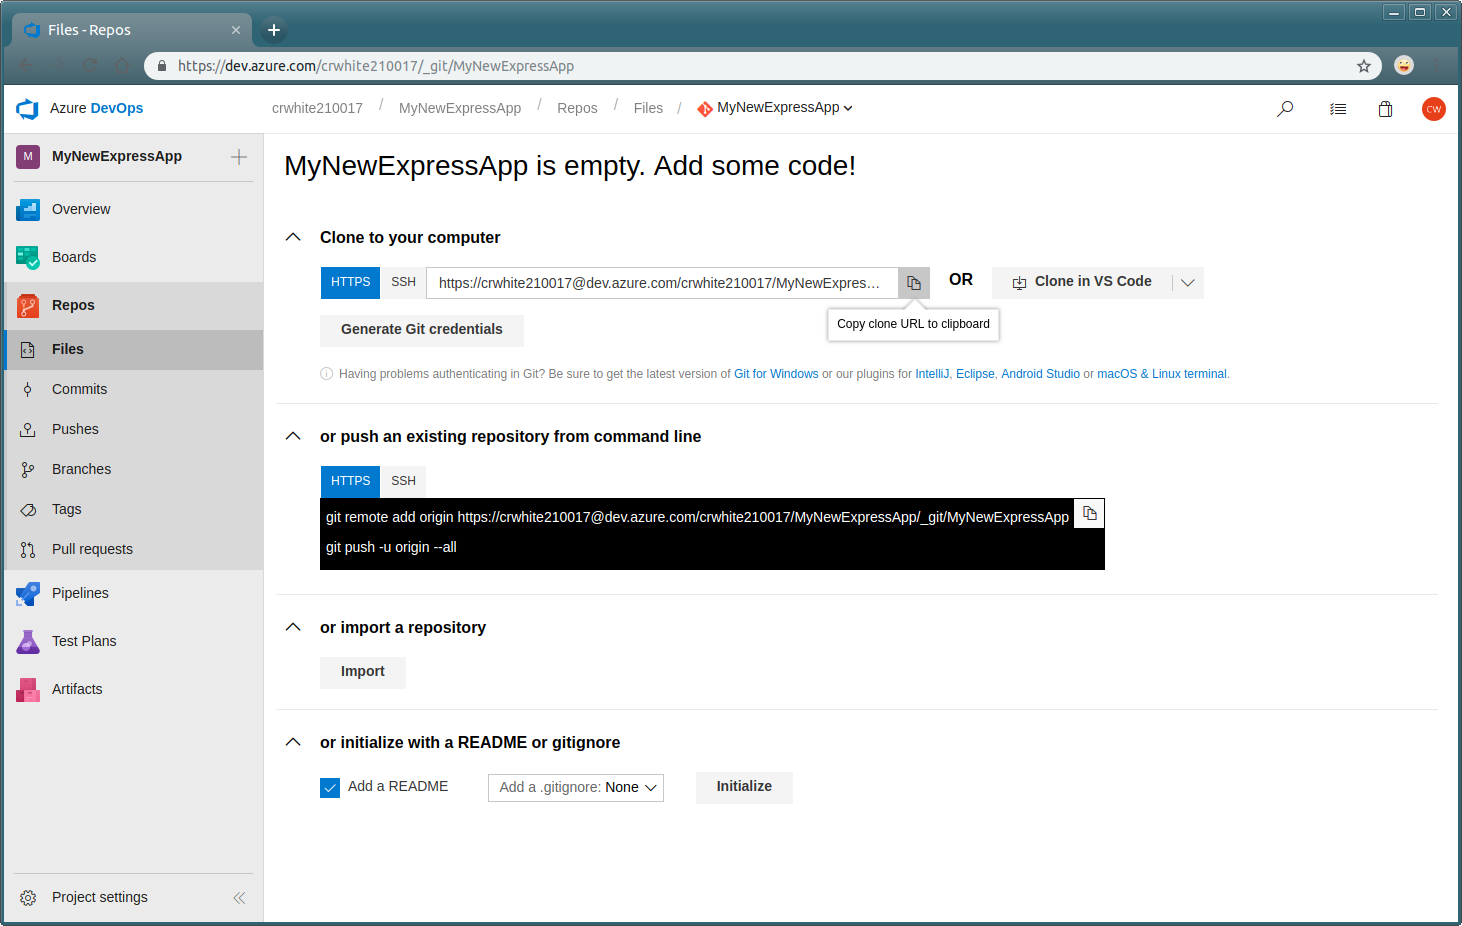 Files - Repos
https://dev.azure.com/crwhite210017/_git/MyNewExpressApp
Azure DevOps
crwhite210017 / MyNewExpressApp / Repos / Files / MyNewExpressApp
CW
M
MyNewExpressApp
Overview
Boards
Repos
Files
Commits
Pushes
Branches
Tags
Pull requests
Pipelines
Test Plans
Artifacts
Project settings
MyNewExpressApp is empty. Add some code!
Clone to your computer
HTTPS SSH https://crwhite210017@dev.azure.com/crwhite210017/MyNewExpres... OR Clone in VS Code
Copy clone URL to clipboard
Generate Git credentials
Having problems authenticating in Git? Be sure to get the latest version of Git for Windows or our plugins for IntelliJ, Eclipse, Android Studio or macOS & Linux terminal.
or push an existing repository from command line
HTTPS SSH
git remote add origin https://crwhite210017@dev.azure.com/crwhite210017/MyNewExpressApp/_git/MyNewExpressApp
git push -u origin --all
or import a repository
Import
or initialize with a README or gitignore
Add a README Add a .gitignore: None Initialize